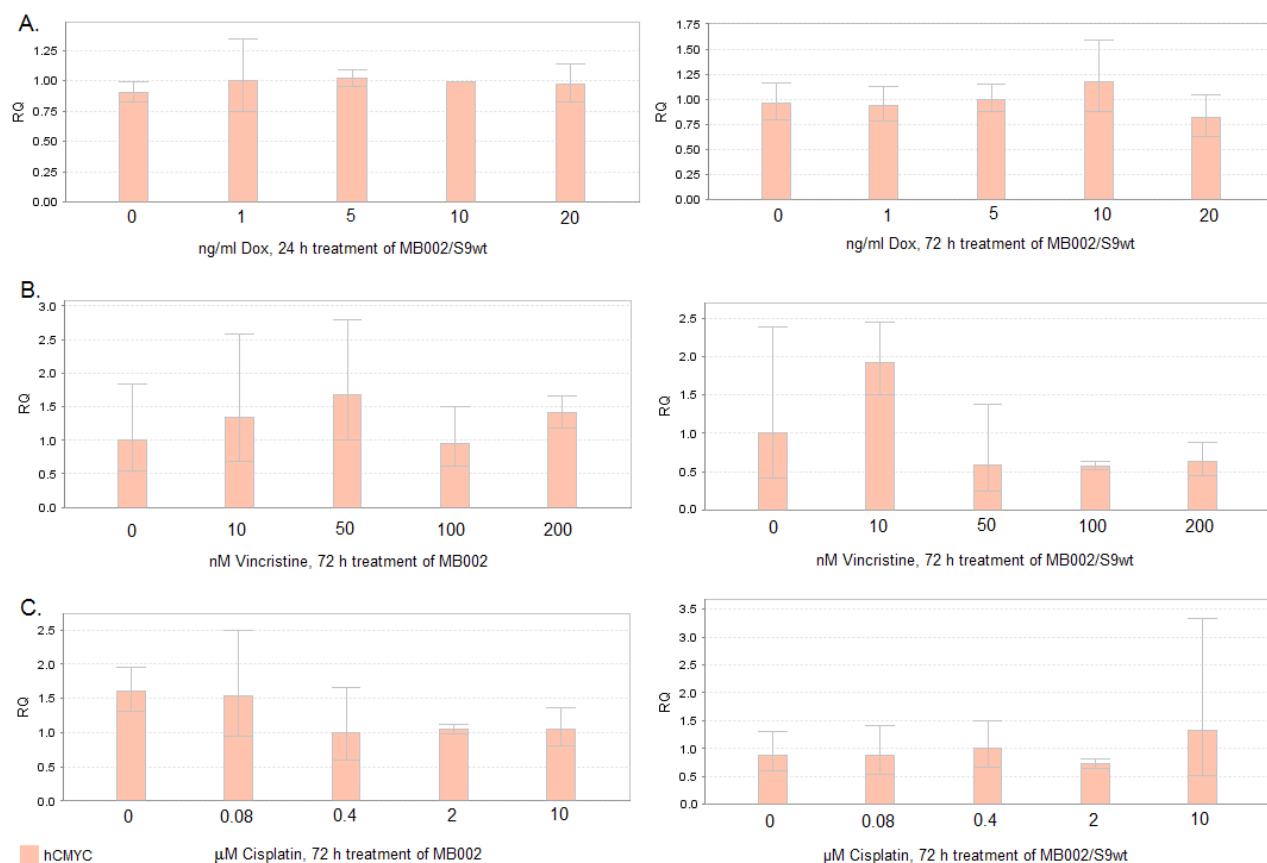 A.
RQ
1.25
1.00
0.75
0.50
0.25
0.00
0 1 5 10 20
ng/ml Dox, 24 h treatment of MB002/S9wt
RQ
1.75
1.50
1.25
1.00
0.75
0.50
0.25
0.00
0 1 5 10 20
ng/ml Dox, 72 h treatment of MB002/S9wt
B.
RQ
3.0
2.5
2.0
1.5
1.0
0.5
0.0
0 10 50 100 200
nM Vincristine, 72 h treatment of MB002
RQ
2.5
2.0
1.5
1.0
0.5
0.0
0 10 50 100 200
nM Vincristine, 72 h treatment of MB002/S9wt
C.
RQ
2.5
2.0
1.5
1.0
0.5
0.0
0 0.08 0.4 2 10
hCMYC
µM Cisplatin, 72 h treatment of MB002
RQ
3.5
3.0
2.5
2.0
1.5
1.0
0.5
0.0
0 0.08 0.4 2 10
µM Cisplatin, 72 h treatment of MB002/S9wt